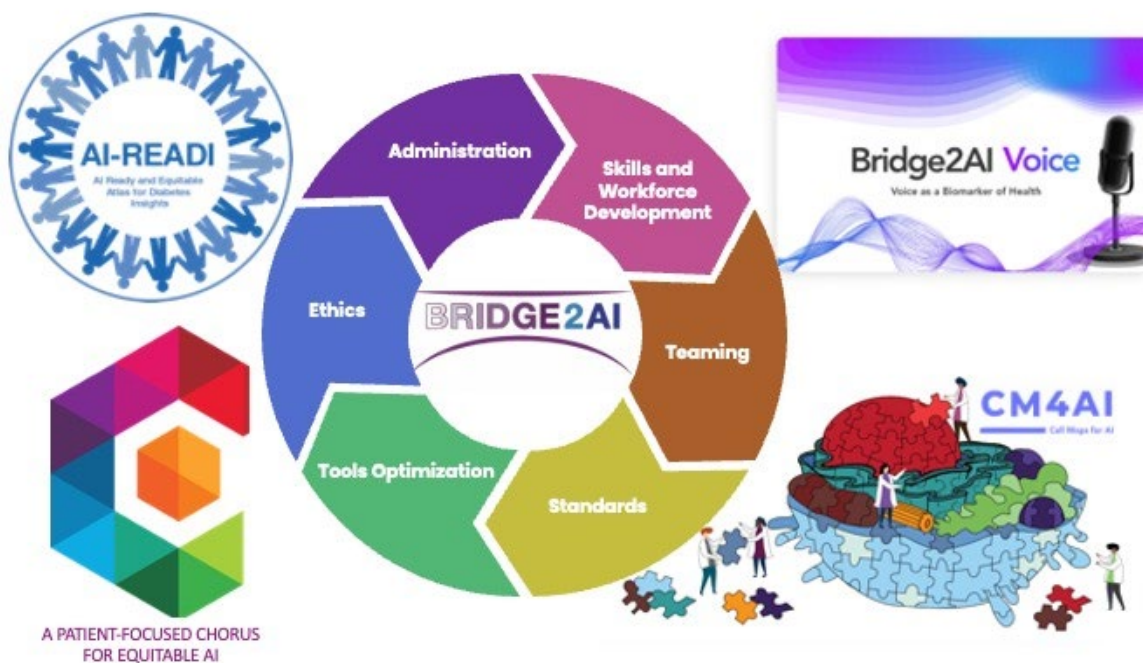 AI-READI
AI Ready and Equitable
Atlas for Diabetes
Insights
Administration
Skills and
Workforce
Development
Bridge2AI Voice
Voice as a Biomarker of Health
Ethics
BRIDGE2AI
Teaming
Tools Optimization
Standards
CM4AI
Cell Maps for AI
A PATIENT-FOCUSED CHORUS
FOR EQUITABLE AI